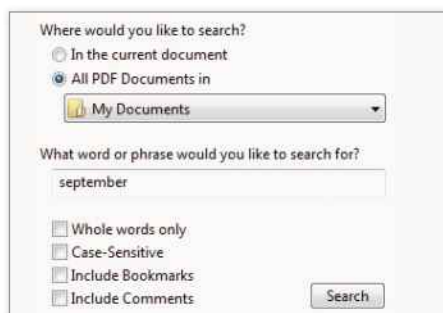 Where would you like to search?
In the current document
All PDF Documents in
My Documents
What word or phrase would you like to search for?
september
Whole words only
Case-Sensitive
Include Bookmarks
Include Comments
Search